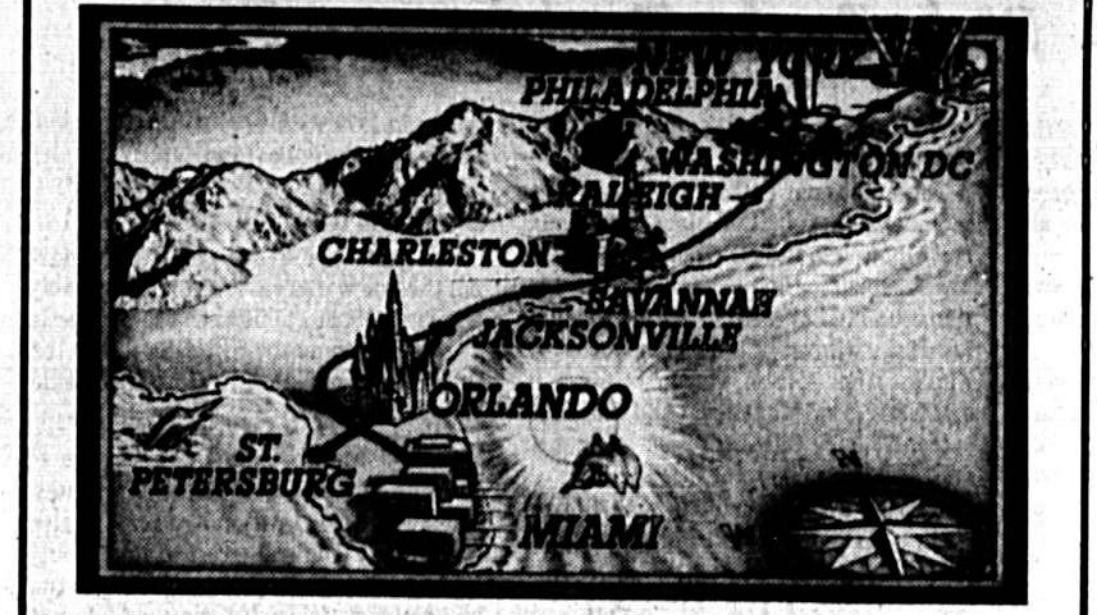 NEW YORK
PHILADELPHIA
WASHINGTON DC
RALEIGH
CHARLESTON
SAVANNAH
JACKSONVILLE
ORLANDO
ST.
PETERSBURG
MIAMI
N
W